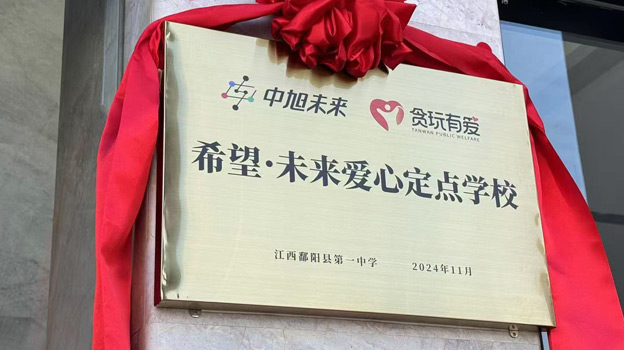 中旭未来 贪玩有爱
TANWAN PUBLIC WELFARE
希望·未来爱心定点学校
江西鄱阳县第一中学 2024年11月